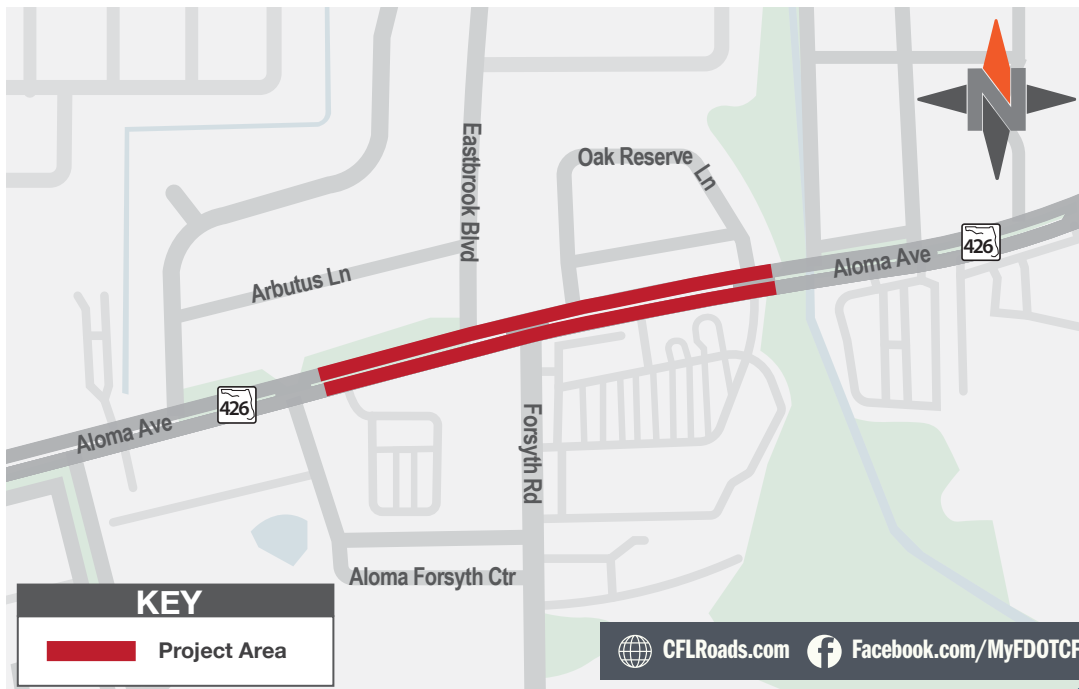 N
Eastbrook Blvd
Oak Reserve Ln
426
Aloma Ave
Arbutus Ln
426
Aloma Ave
Forsyth Rd
Aloma Forsyth Ctr
KEY
Project Area
CFLRoads.com
Facebook.com/MyFDOTCF